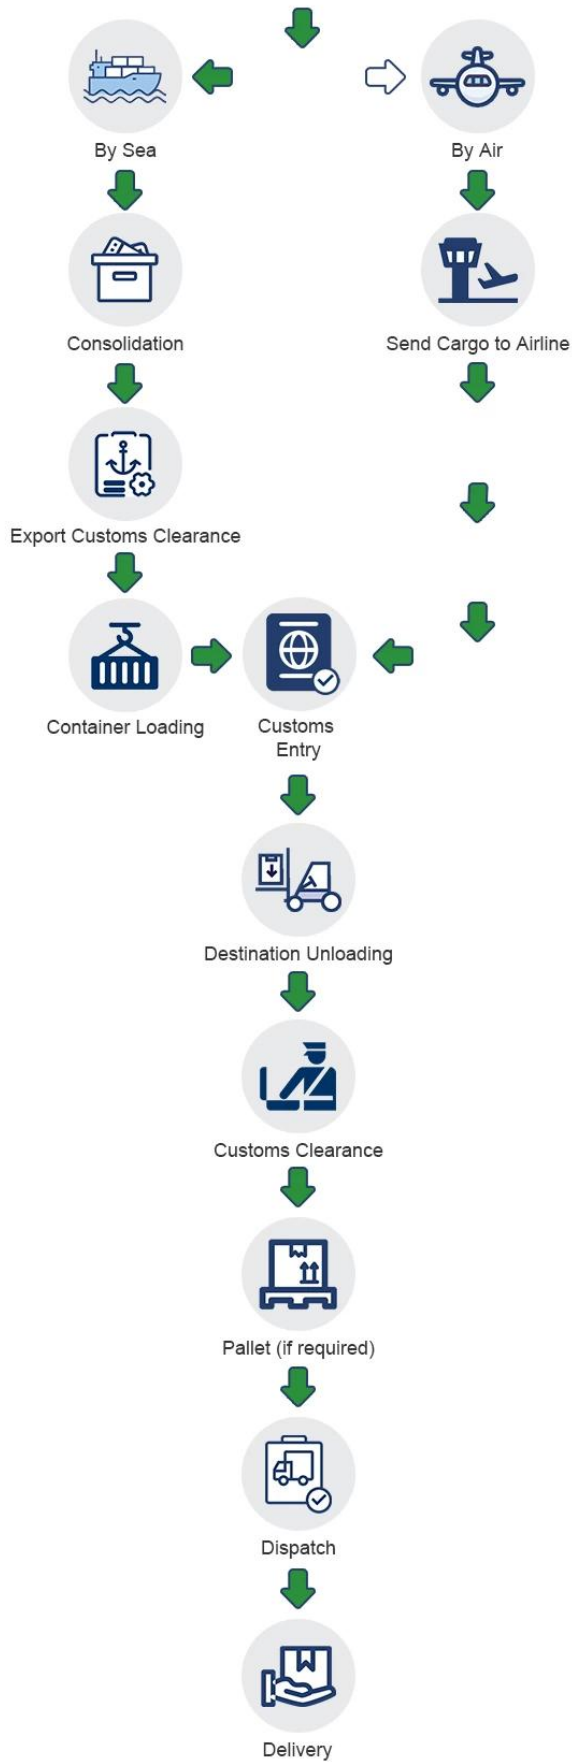 By Sea
By Air
Consolidation
Send Cargo to Airline
Export Customs Clearance
Container Loading
Customs
Entry
Destination Unloading
Customs Clearance
Pallet (if required)
Dispatch
Delivery